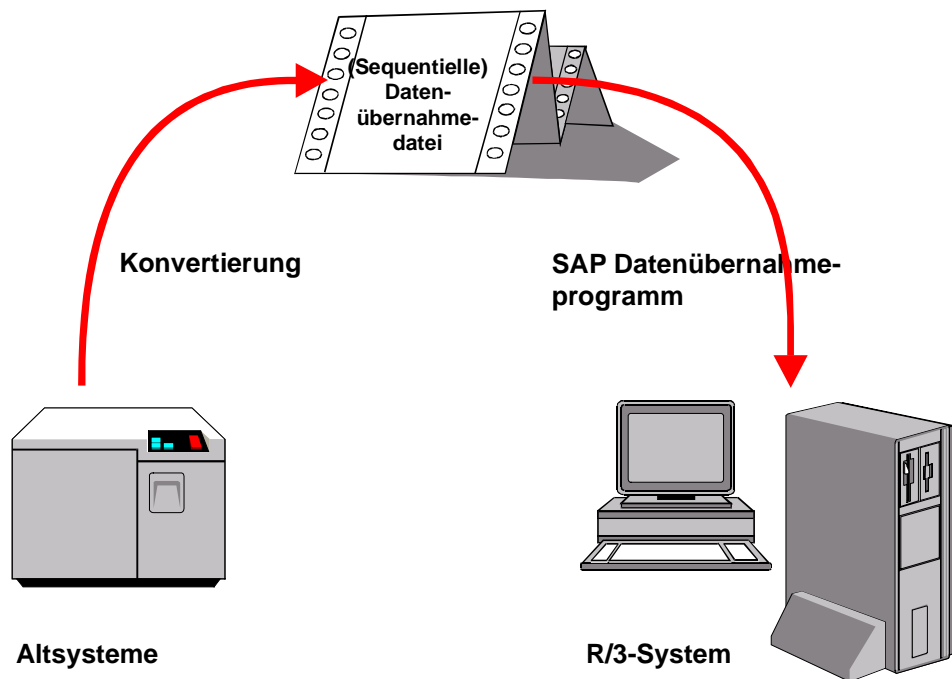 (Sequentielle)
Daten-
übernahme-
datei
Konvertierung
SAP Datenübernahme-
programm
Altsysteme
R/3-System